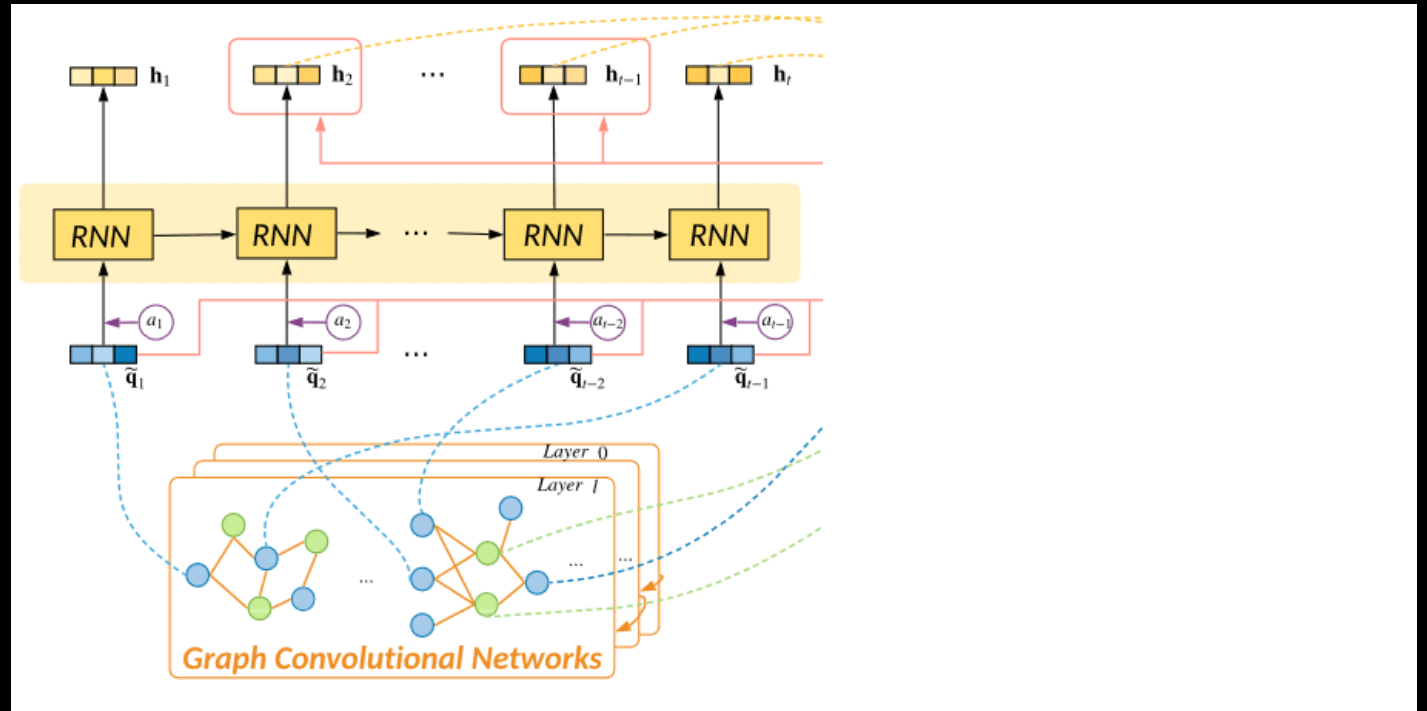 h₁ h₂ ... hₜ₋₁ hₜ
RNN RNN ... RNN RNN
a₁ a₂ aₜ₋₂ aₜ₋₁
...
q̃₁ q̃₂ q̃ₜ₋₂ q̃ₜ₋₁
Layer 0
Layer l
... ... ...
Graph Convolutional Networks